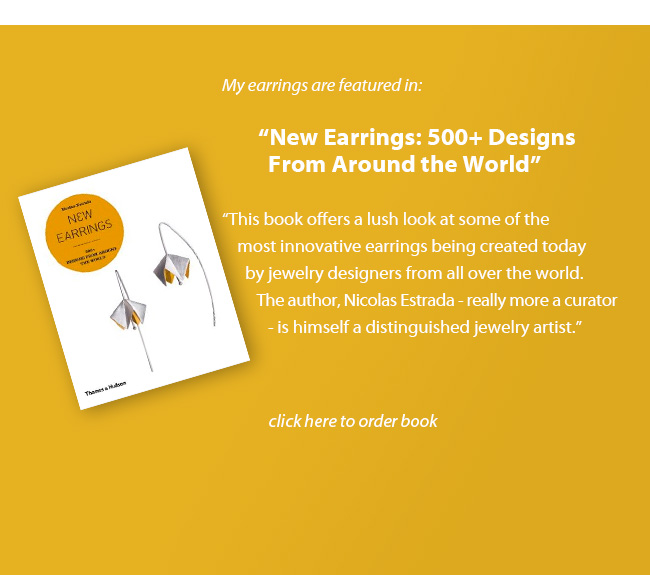 My earrings are featured in:
“New Earrings: 500+ Designs
From Around the World”
“This book offers a lush look at some of the
most innovative earrings being created today
by jewelry designers from all over the world.
The author, Nicolas Estrada - really more a curator
- is himself a distinguished jewelry artist.”
click here to order book
Nicolas Estrada
NEW
EARRINGS
500+
DESIGNS FROM AROUND
THE WORLD
Thames & Hudson